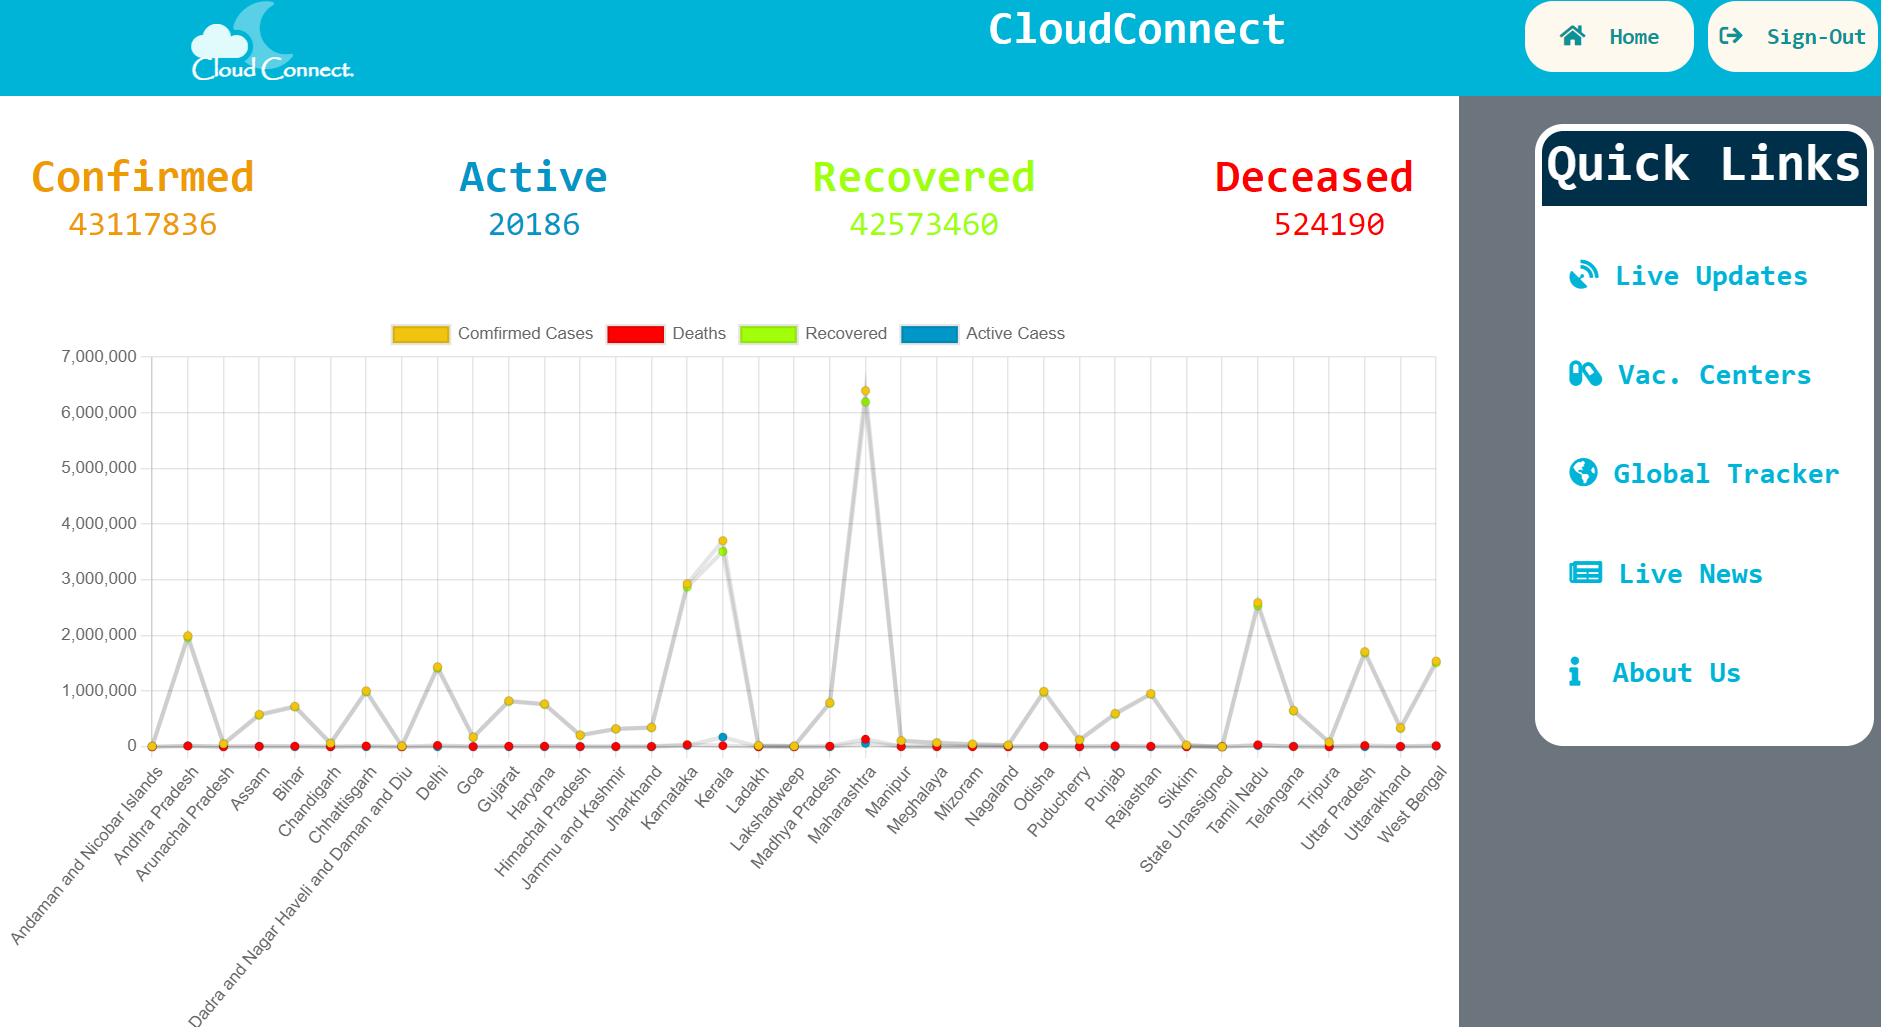 Cloud Connect.
CloudConnect
Home
Sign-Out
Confirmed
43117836
Active
20186
Recovered
42573460
Deceased
524190
Comfirmed Cases
Deaths
Recovered
Active Caess
7,000,000
6,000,000
5,000,000
4,000,000
3,000,000
2,000,000
1,000,000
0
Andaman and Nicobar Islands
Andhra Pradesh
Arunachal Pradesh
Assam
Bihar
Chandigarh
Chhattisgarh
Dadra and Nagar Haveli and Daman and Diu
Delhi
Goa
Gujarat
Haryana
Himachal Pradesh
Jammu and Kashmir
Jharkhand
Karnataka
Kerala
Ladakh
Lakshadweep
Madhya Pradesh
Maharashtra
Manipur
Meghalaya
Mizoram
Nagaland
Odisha
Puducherry
Punjab
Rajasthan
Sikkim
State Unassigned
Tamil Nadu
Telangana
Tripura
Uttar Pradesh
Uttarakhand
West Bengal
Quick Links
Live Updates
Vac. Centers
Global Tracker
Live News
About Us